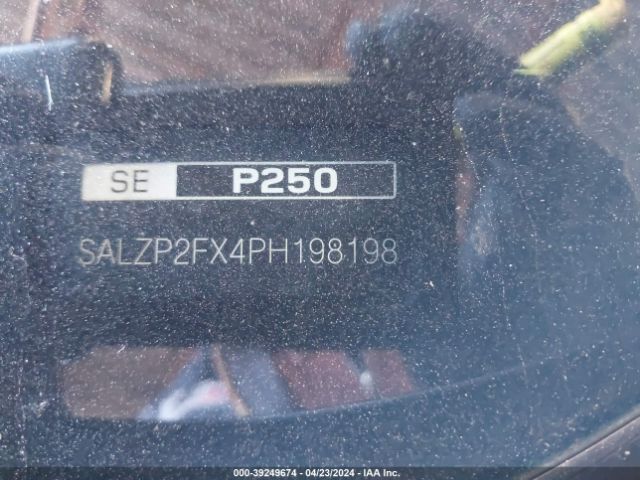 SE P250
SALZP2FX4PH198198
000-39249674 - 04/23/2024 - IAA Inc.